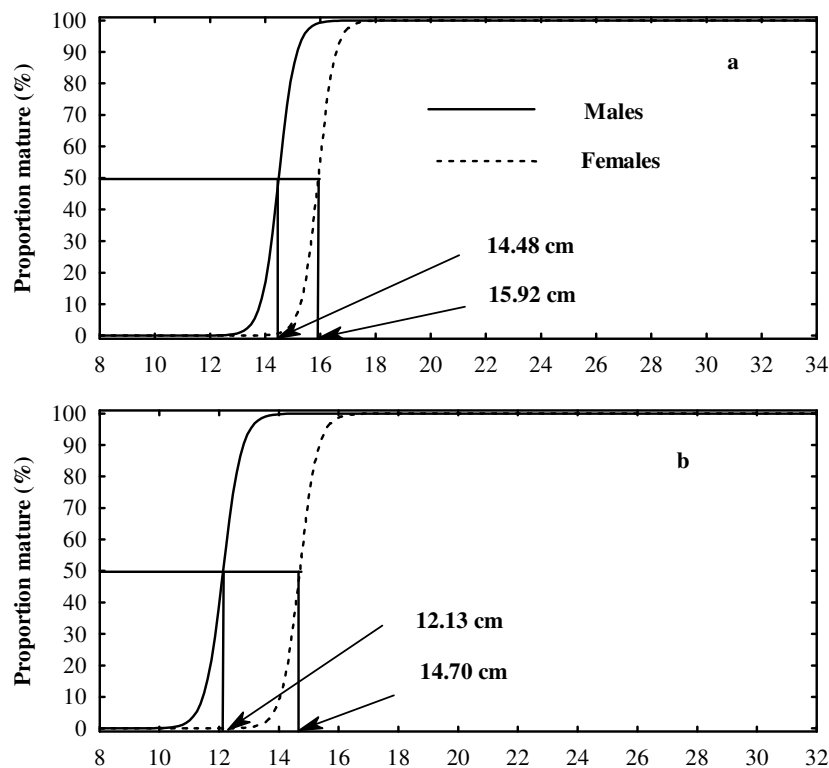 100
90
80
70
60
50
40
30
20
10
0
Proportion mature (%)
a
Males
Females
14.48 cm
15.92 cm
8 10 12 14 16 18 20 22 24 26 28 30 32 34
100
90
80
70
60
50
40
30
20
10
0
Proportion mature (%)
b
12.13 cm
14.70 cm
8 10 12 14 16 18 20 22 24 26 28 30 32